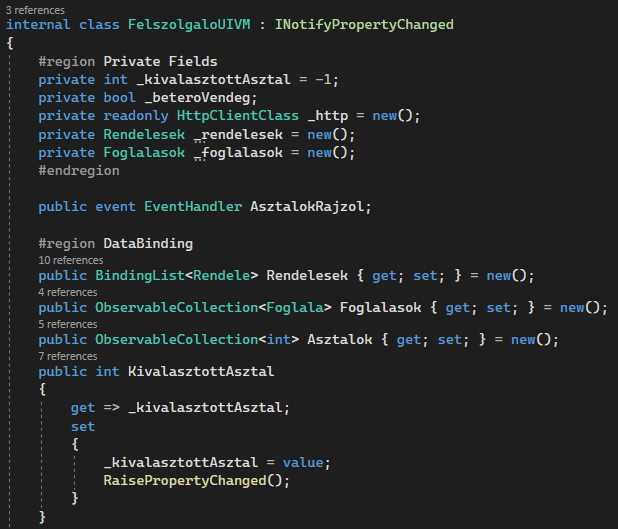 3 references
internal class FelszolgaloUIVM : INotifyPropertyChanged
{
#region Private Fields
private int _kivalasztottAsztal = -1;
private bool _beteroVendeg;
private readonly HttpClientClass _http = new();
private Rendelesek _rendelesek = new();
private Foglalasok _foglalasok = new();
#endregion
public event EventHandler AsztalokRajzol;
#region DataBinding
10 references
public BindingList<Rendele> Rendelesek { get; set; } = new();
4 references
public ObservableCollection<Foglala> Foglalasok { get; set; } = new();
5 references
public ObservableCollection<int> Asztalok { get; set; } = new();
7 references
public int KivalasztottAsztal
{
get => _kivalasztottAsztal;
set
{
_kivalasztottAsztal = value;
RaisePropertyChanged();
}
}